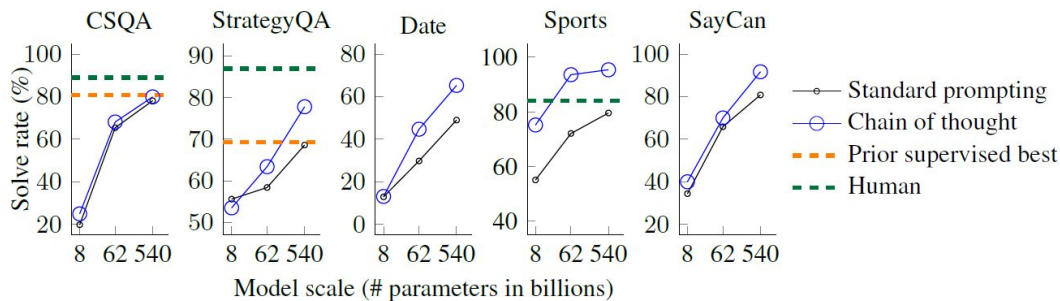 CSQA StrategyQA Date Sports SayCan
Solve rate (%)
100
80
60
40
20
8 62 540
90
80
70
60
50
8 62 540
80
60
40
20
0
8 62 540
100
80
60
40
8 62 540
100
80
60
40
20
8 62 540
Standard prompting
Chain of thought
Prior supervised best
Human
Model scale (# parameters in billions)